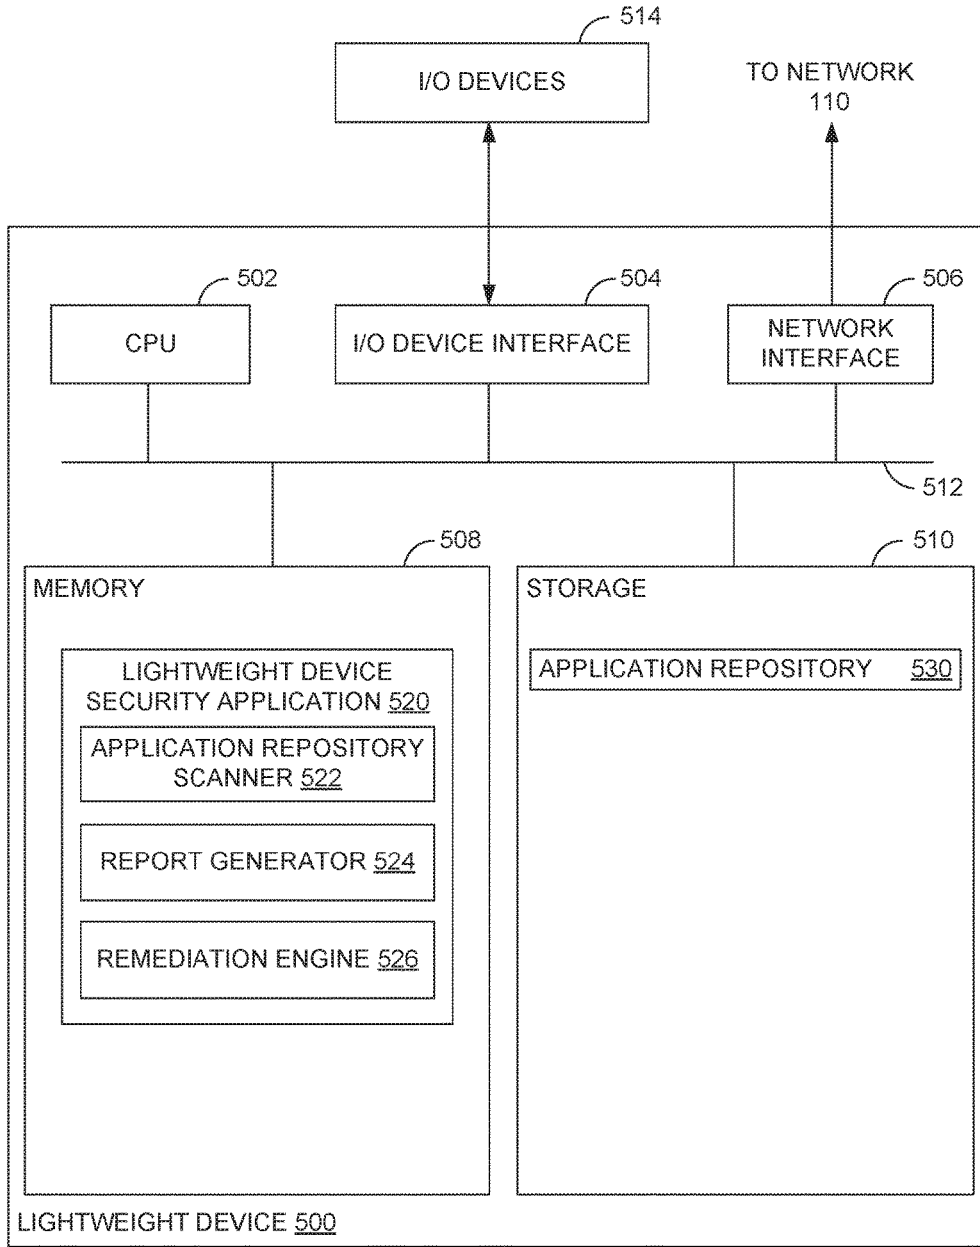 514
I/O DEVICES
TO NETWORK
110
502
504
506
CPU
I/O DEVICE INTERFACE
NETWORK
INTERFACE
512
508
510
MEMORY
STORAGE
LIGHTWEIGHT DEVICE
SECURITY APPLICATION 520
APPLICATION REPOSITORY
SCANNER 522
REPORT GENERATOR 524
REMEDIATION ENGINE 526
APPLICATION REPOSITORY 530
LIGHTWEIGHT DEVICE 500